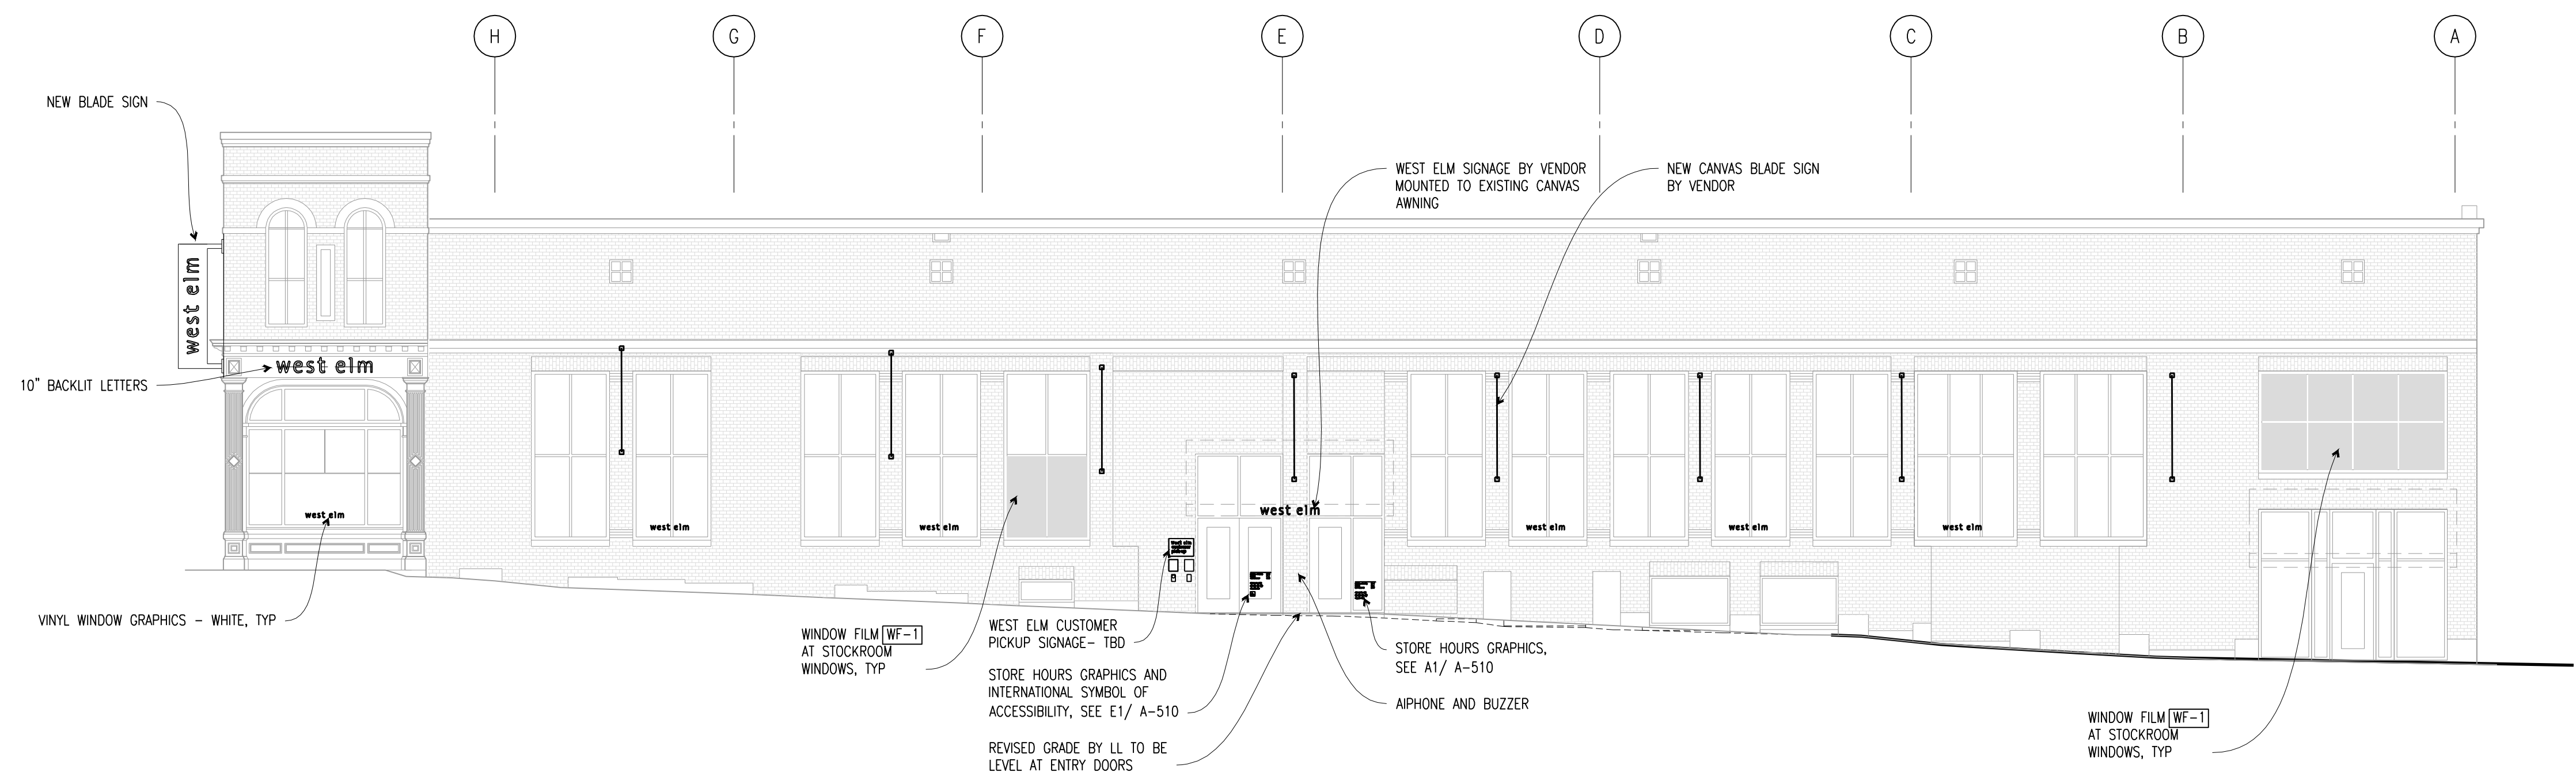 H
G
F
E
D
C
B
A
NEW BLADE SIGN
WEST ELM SIGNAGE BY VENDOR
MOUNTED TO EXISTING CANVAS
AWNING
NEW CANVAS BLADE SIGN
BY VENDOR
west elm
west elm
10" BACKLIT LETTERS
west elm
west elm
west elm
west elm
west elm
west elm
west elm
west elm
customer
pickup
VINYL WINDOW GRAPHICS - WHITE, TYP
WINDOW FILM WF-1
AT STOCKROOM
WINDOWS, TYP
WEST ELM CUSTOMER
PICKUP SIGNAGE- TBD
STORE HOURS GRAPHICS AND
INTERNATIONAL SYMBOL OF
ACCESSIBILITY, SEE E1/ A-510
REVISED GRADE BY LL TO BE
LEVEL AT ENTRY DOORS
STORE HOURS GRAPHICS,
SEE A1/ A-510
AIPHONE AND BUZZER
WINDOW FILM WF-1
AT STOCKROOM
WINDOWS, TYP